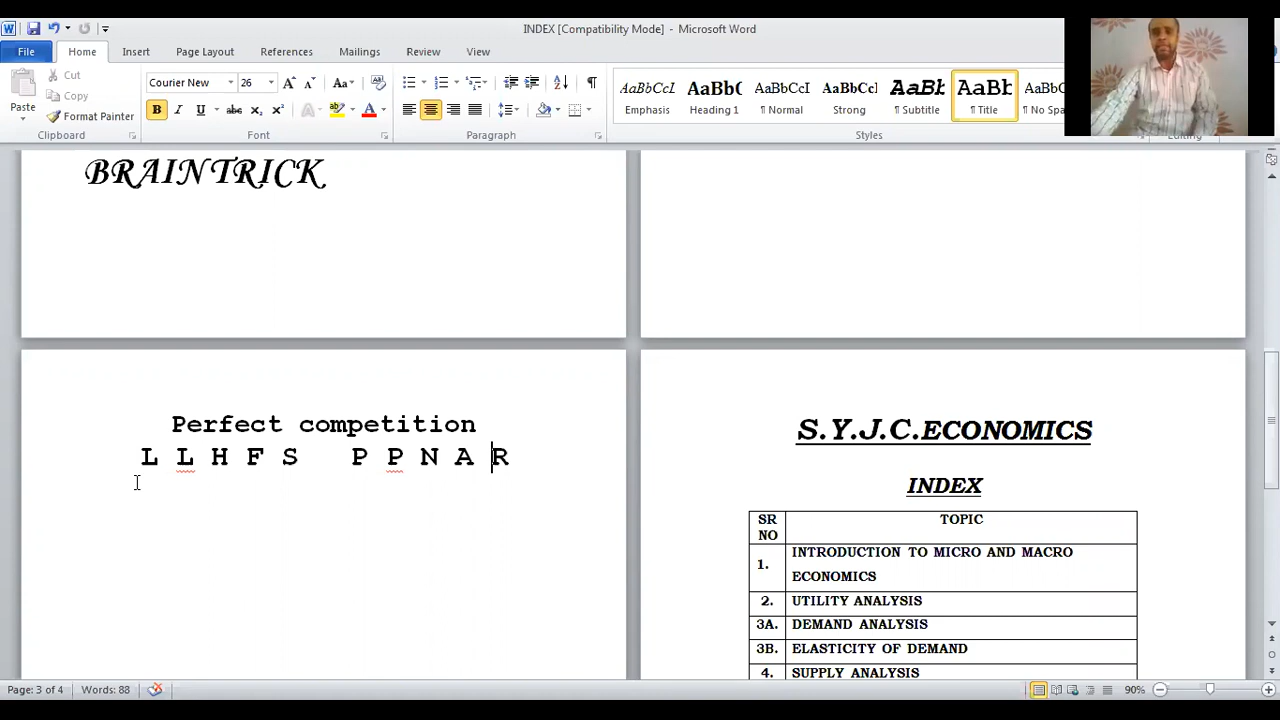 INDEX [Compatibility Mode] - Microsoft Word
File Home Insert Page Layout References Mailings Review View
Paste
Cut
Copy
Format Painter
Clipboard
Courier New 26
Font
Paragraph
AaBbCcI AaBbC AaBbCcI AaBbCcI AaBb AaBb AaBbC
Emphasis Heading 1 ¶ Normal Strong ¶ Subtitle ¶ Title ¶ No Spa
Styles
BRAINTRICK
Perfect competition
L L H F S P P N A R
S.Y.J.C.ECONOMICS
INDEX
SR NO TOPIC
1. INTRODUCTION TO MICRO AND MACRO
ECONOMICS
2. UTILITY ANALYSIS
3A. DEMAND ANALYSIS
3B. ELASTICITY OF DEMAND
4. SUPPLY ANALYSIS
Page: 3 of 4 Words: 88 90%